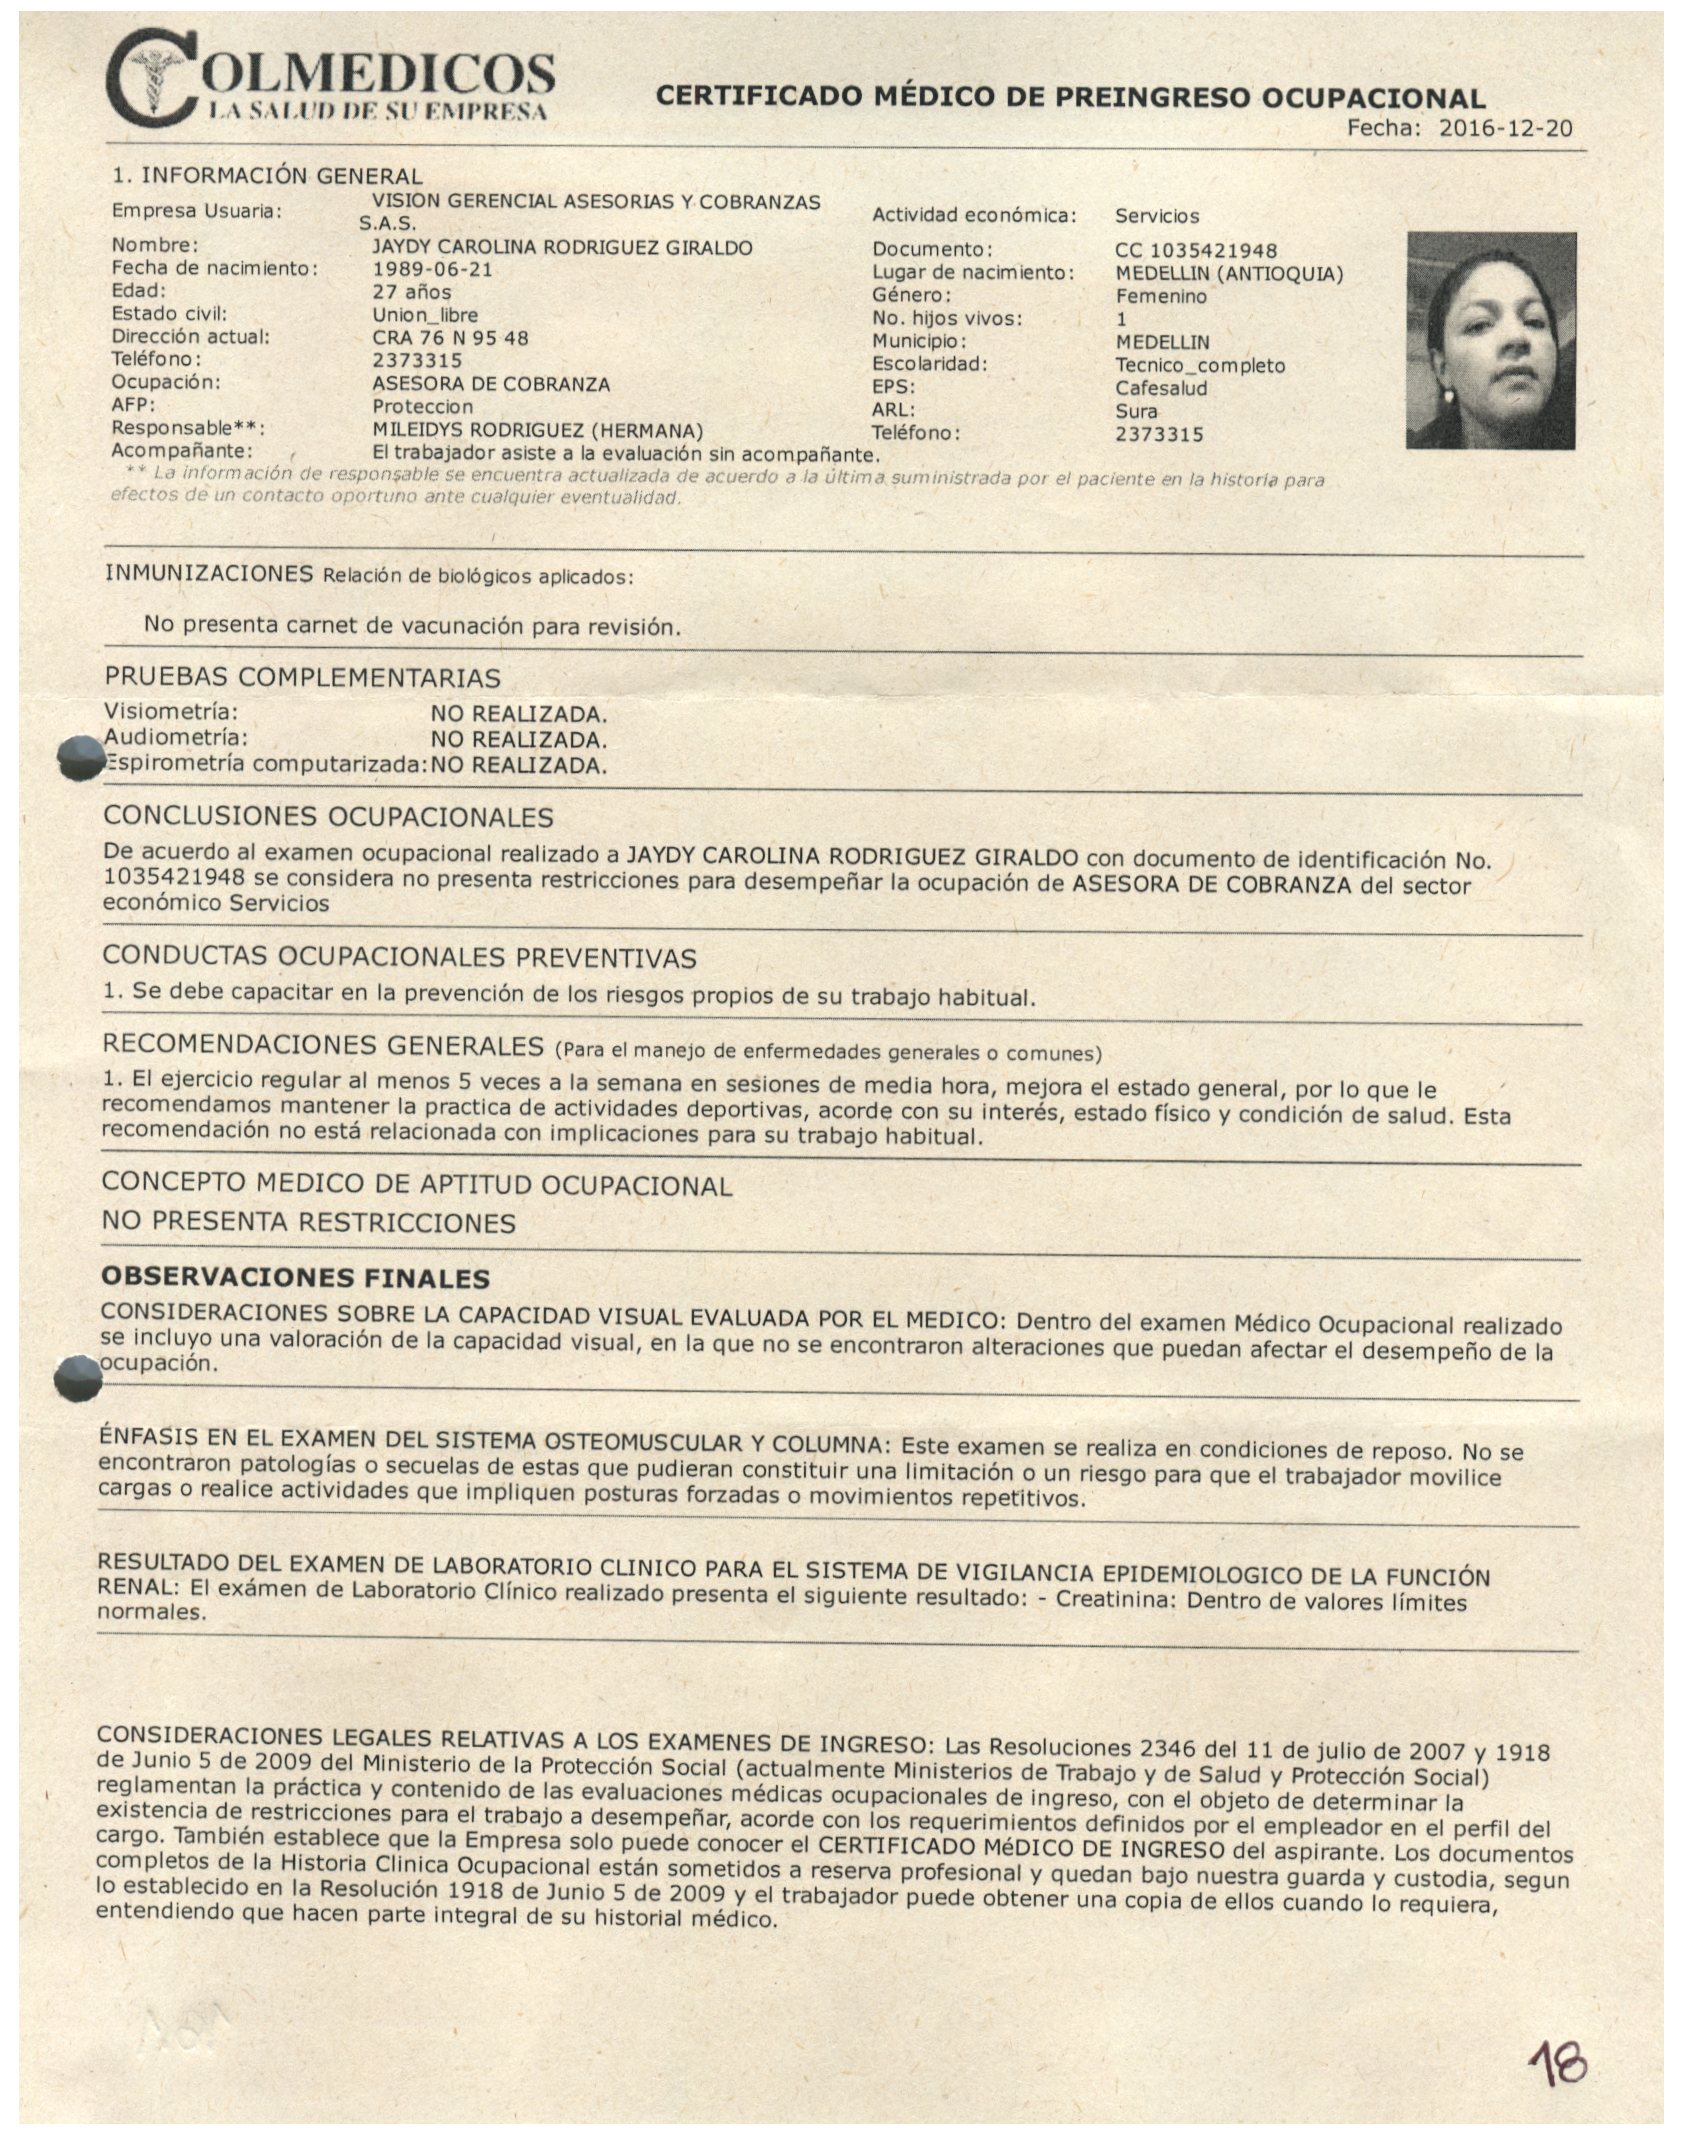 COLMEDICOS
LA SALUD DE SU EMPRESA
CERTIFICADO MÉDICO DE PREINGRESO OCUPACIONAL
Fecha: 2016-12-20
1. INFORMACIÓN GENERAL
Empresa Usuaria: VISION GERENCIAL ASESORIAS Y COBRANZAS S.A.S.
Actividad económica: Servicios
Nombre: JAYDY CAROLINA RODRIGUEZ GIRALDO
Documento: CC 1035421948
Fecha de nacimiento: 1989-06-21
Lugar de nacimiento: MEDELLIN (ANTIOQUIA)
Edad: 27 años
Género: Femenino
Estado civil: Union_libre
No. hijos vivos: 1
Dirección actual: CRA 76 N 95 48
Municipio: MEDELLIN
Teléfono: 2373315
Escolaridad: Tecnico_completo
Ocupación: ASESORA DE COBRANZA
EPS: Cafesalud
AFP: Proteccion
ARL: Sura
Responsable**: MILEIDYS RODRIGUEZ (HERMANA)
Teléfono: 2373315
Acompañante: El trabajador asiste a la evaluación sin acompañante.
** La información de responsable se encuentra actualizada de acuerdo a la última suministrada por el paciente en la historia para
efectos de un contacto oportuno ante cualquier eventualidad.
INMUNIZACIONES Relación de biológicos aplicados:
No presenta carnet de vacunación para revisión.
PRUEBAS COMPLEMENTARIAS
Visiometría: NO REALIZADA.
Audiometría: NO REALIZADA.
Espirometría computarizada: NO REALIZADA.
CONCLUSIONES OCUPACIONALES
De acuerdo al examen ocupacional realizado a JAYDY CAROLINA RODRIGUEZ GIRALDO con documento de identificación No.
1035421948 se considera no presenta restricciones para desempeñar la ocupación de ASESORA DE COBRANZA del sector
económico Servicios
CONDUCTAS OCUPACIONALES PREVENTIVAS
1. Se debe capacitar en la prevención de los riesgos propios de su trabajo habitual.
RECOMENDACIONES GENERALES (Para el manejo de enfermedades generales o comunes)
1. El ejercicio regular al menos 5 veces a la semana en sesiones de media hora, mejora el estado general, por lo que le
recomendamos mantener la practica de actividades deportivas, acorde con su interés, estado físico y condición de salud. Esta
recomendación no está relacionada con implicaciones para su trabajo habitual.
CONCEPTO MEDICO DE APTITUD OCUPACIONAL
NO PRESENTA RESTRICCIONES
OBSERVACIONES FINALES
CONSIDERACIONES SOBRE LA CAPACIDAD VISUAL EVALUADA POR EL MEDICO: Dentro del examen Médico Ocupacional realizado
se incluyo una valoración de la capacidad visual, en la que no se encontraron alteraciones que puedan afectar el desempeño de la
ocupación.
ÉNFASIS EN EL EXAMEN DEL SISTEMA OSTEOMUSCULAR Y COLUMNA: Este examen se realiza en condiciones de reposo. No se
encontraron patologías o secuelas de estas que pudieran constituir una limitación o un riesgo para que el trabajador movilice
cargas o realice actividades que impliquen posturas forzadas o movimientos repetitivos.
RESULTADO DEL EXAMEN DE LABORATORIO CLINICO PARA EL SISTEMA DE VIGILANCIA EPIDEMIOLOGICO DE LA FUNCIÓN
RENAL: El exámen de Laboratorio Clínico realizado presenta el siguiente resultado: - Creatinina: Dentro de valores límites
normales.
CONSIDERACIONES LEGALES RELATIVAS A LOS EXAMENES DE INGRESO: Las Resoluciones 2346 del 11 de julio de 2007 y 1918
de Junio 5 de 2009 del Ministerio de la Protección Social (actualmente Ministerios de Trabajo y de Salud y Protección Social)
reglamentan la práctica y contenido de las evaluaciones médicas ocupacionales de ingreso, con el objeto de determinar la
existencia de restricciones para el trabajo a desempeñar, acorde con los requerimientos definidos por el empleador en el perfil del
cargo. También establece que la Empresa solo puede conocer el CERTIFICADO MéDICO DE INGRESO del aspirante. Los documentos
completos de la Historia Clinica Ocupacional están sometidos a reserva profesional y quedan bajo nuestra guarda y custodia, segun
lo establecido en la Resolución 1918 de Junio 5 de 2009 y el trabajador puede obtener una copia de ellos cuando lo requiera,
entendiendo que hacen parte integral de su historial médico.
18